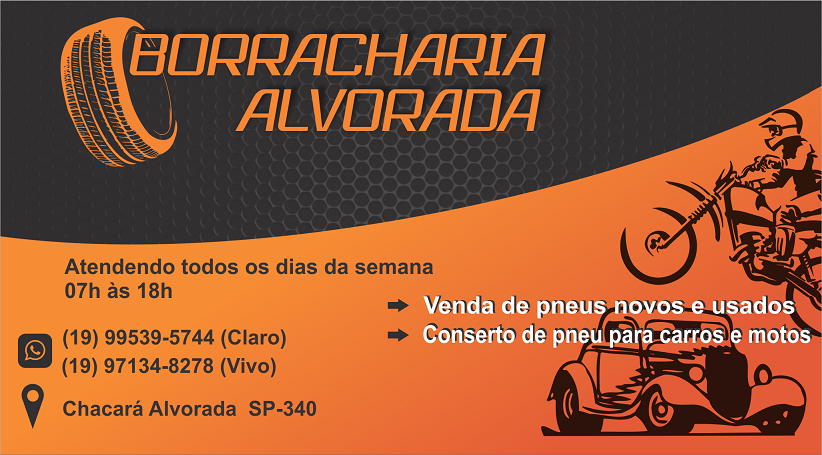 BORRACHARIA
ALVORADA
Atendendo todos os dias da semana
07h às 18h
Venda de pneus novos e usados
Conserto de pneu para carros e motos
(19) 99539-5744 (Claro)
(19) 97134-8278 (Vivo)
Chacará Alvorada SP-340